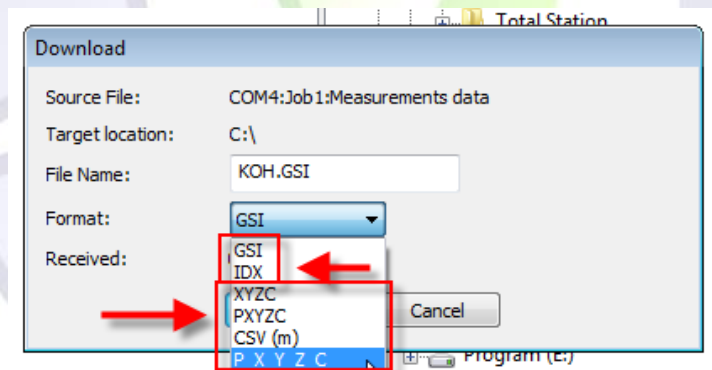 Total Station
Download
Source File: COM4:Job1:Measurements data
Target location: C:\
File Name: KOH.GSI
Format: GSI
Received:
GSI
IDX
XYZC
PXYZC
CSV (m)
P X Y Z C
Cancel
Program (E:)